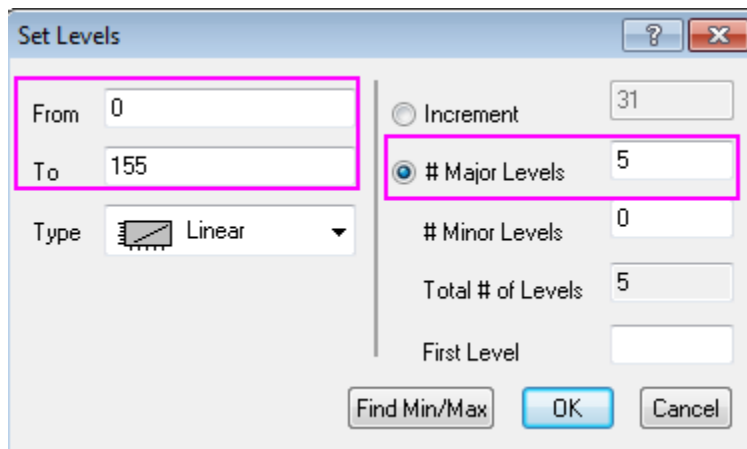 Set Levels
?
From 0
To 155
Type Linear
Increment 31
# Major Levels 5
# Minor Levels 0
Total # of Levels 5
First Level
Find Min/Max OK Cancel